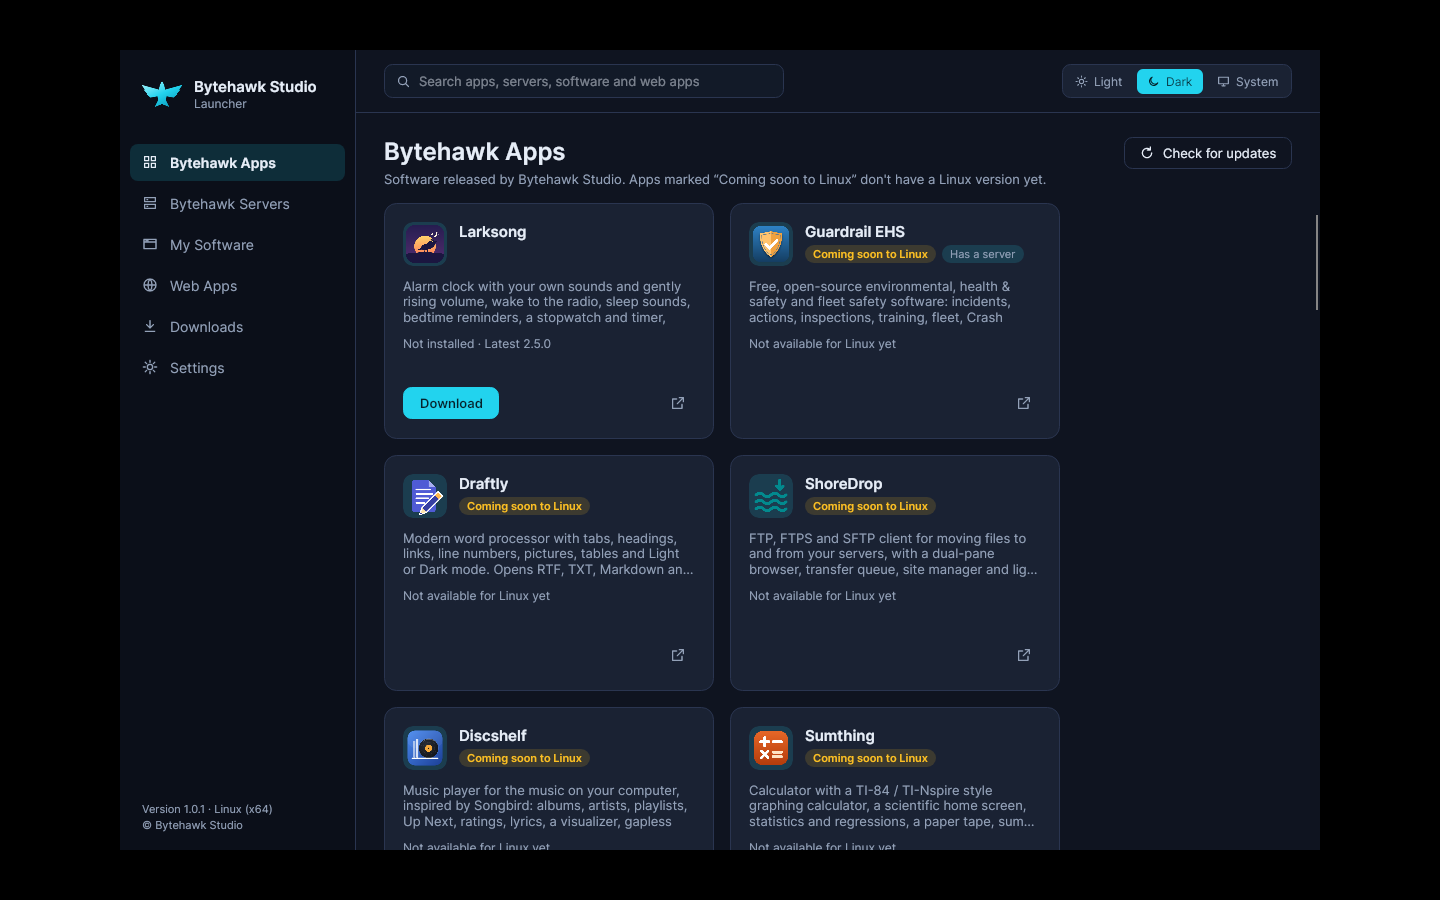 Bytehawk Studio
Launcher
Bytehawk Apps
Bytehawk Servers
My Software
Web Apps
Downloads
Settings
Version 1.0.1 · Linux (x64)
© Bytehawk Studio
Search apps, servers, software and web apps
Light
Dark
System
Bytehawk Apps
Check for updates
Software released by Bytehawk Studio. Apps marked “Coming soon to Linux” don't have a Linux version yet.
Larksong
Alarm clock with your own sounds and gently
rising volume, wake to the radio, sleep sounds,
bedtime reminders, a stopwatch and timer,
Not installed · Latest 2.5.0
Download
Guardrail EHS
Coming soon to Linux
Has a server
Free, open-source environmental, health &
safety and fleet safety software: incidents,
actions, inspections, training, fleet, Crash
Not available for Linux yet
Draftly
Coming soon to Linux
Modern word processor with tabs, headings,
links, line numbers, pictures, tables and Light
or Dark mode. Opens RTF, TXT, Markdown an...
Not available for Linux yet
ShoreDrop
Coming soon to Linux
FTP, FTPS and SFTP client for moving files to
and from your servers, with a dual-pane
browser, transfer queue, site manager and lig...
Not available for Linux yet
Discshelf
Coming soon to Linux
Music player for the music on your computer,
inspired by Songbird: albums, artists, playlists,
Up Next, ratings, lyrics, a visualizer, gapless
Not available for Linux yet
Sumthing
Coming soon to Linux
Calculator with a TI-84 / TI-Nspire style
graphing calculator, a scientific home screen,
statistics and regressions, a paper tape, sum...
Not available for Linux yet